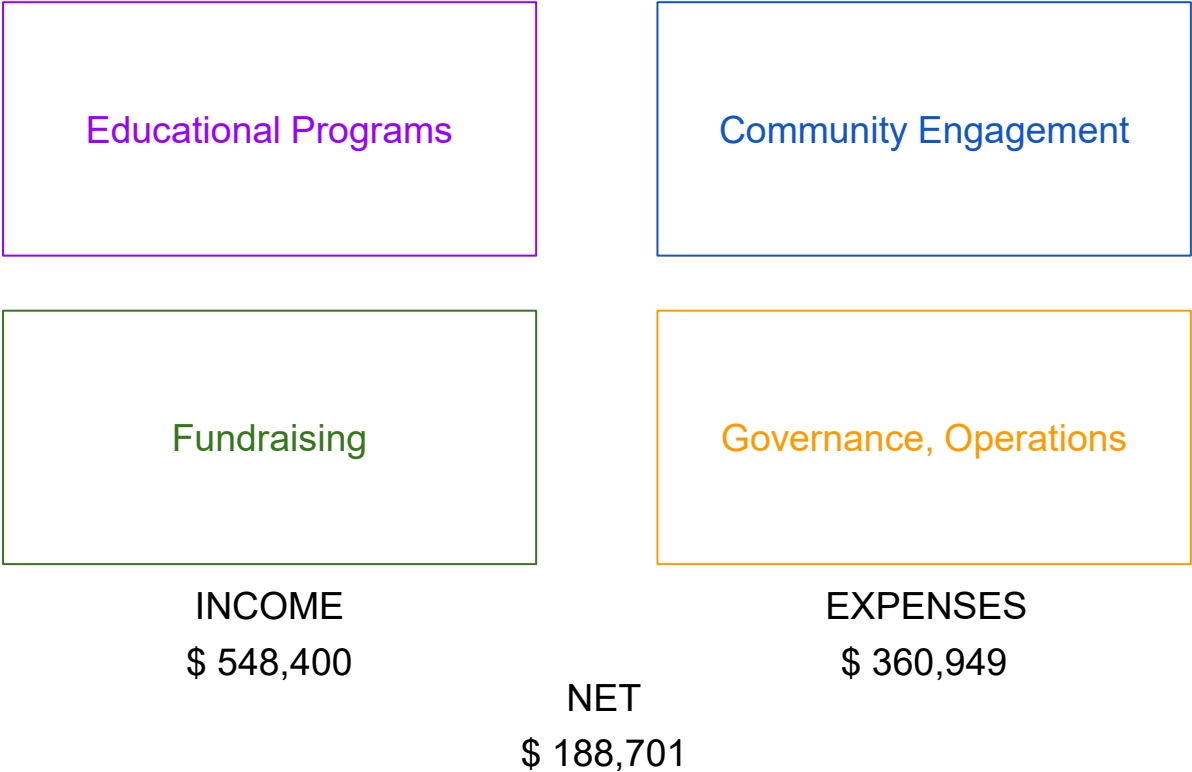 Educational Programs
Community Engagement
Fundraising
Governance, Operations
INCOME
$ 548,400
EXPENSES
$ 360,949
NET
$ 188,701